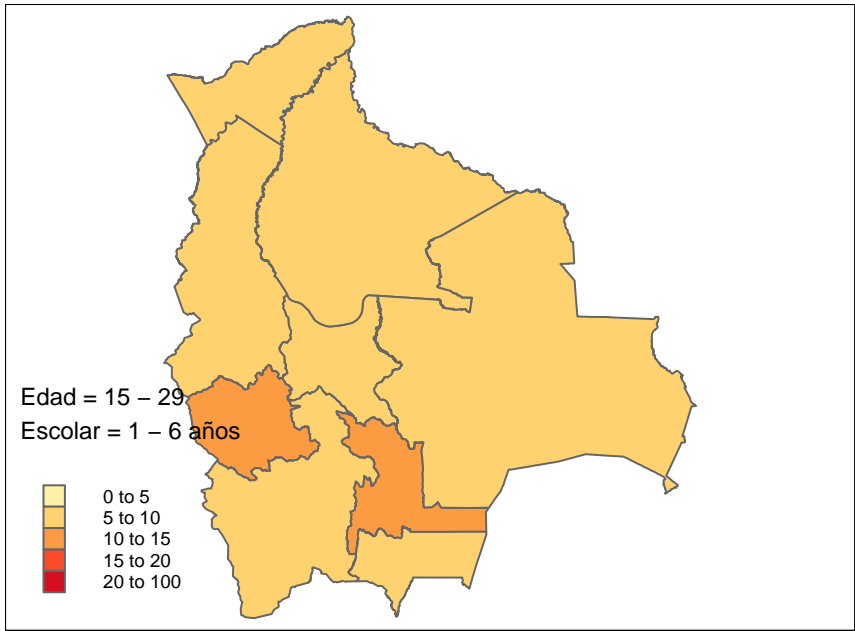 Edad = 15 − 29
Escolar = 1 − 6 años
0 to 5
5 to 10
10 to 15
15 to 20
20 to 100